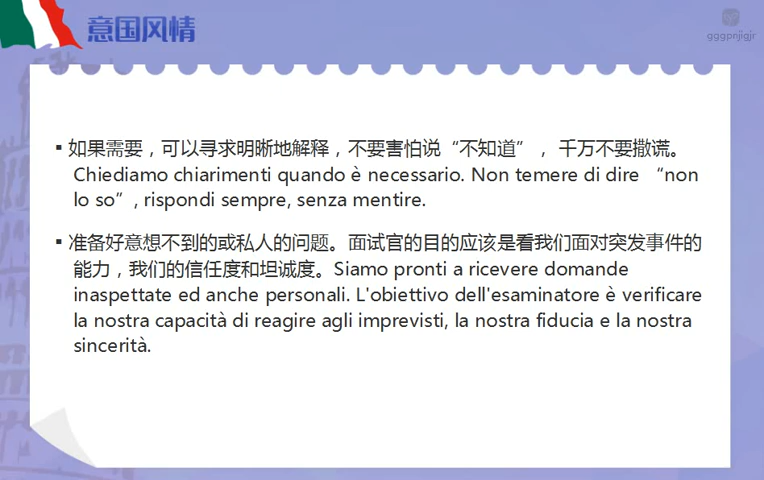 意国风情
gggprijigjr
▪ 如果需要，可以寻求明晰地解释，不要害怕说“不知道”， 千万不要撒谎。
Chiediamo chiarimenti quando è necessario. Non temere di dire “non
lo so”, rispondi sempre, senza mentire.
▪ 准备好意想不到的或私人的问题。面试官的目的应该是看我们面对突发事件的
能力，我们的信任度和坦诚度。Siamo pronti a ricevere domande
inaspettate ed anche personali. L'obiettivo dell'esaminatore è verificare
la nostra capacità di reagire agli imprevisti, la nostra fiducia e la nostra
sincerità.